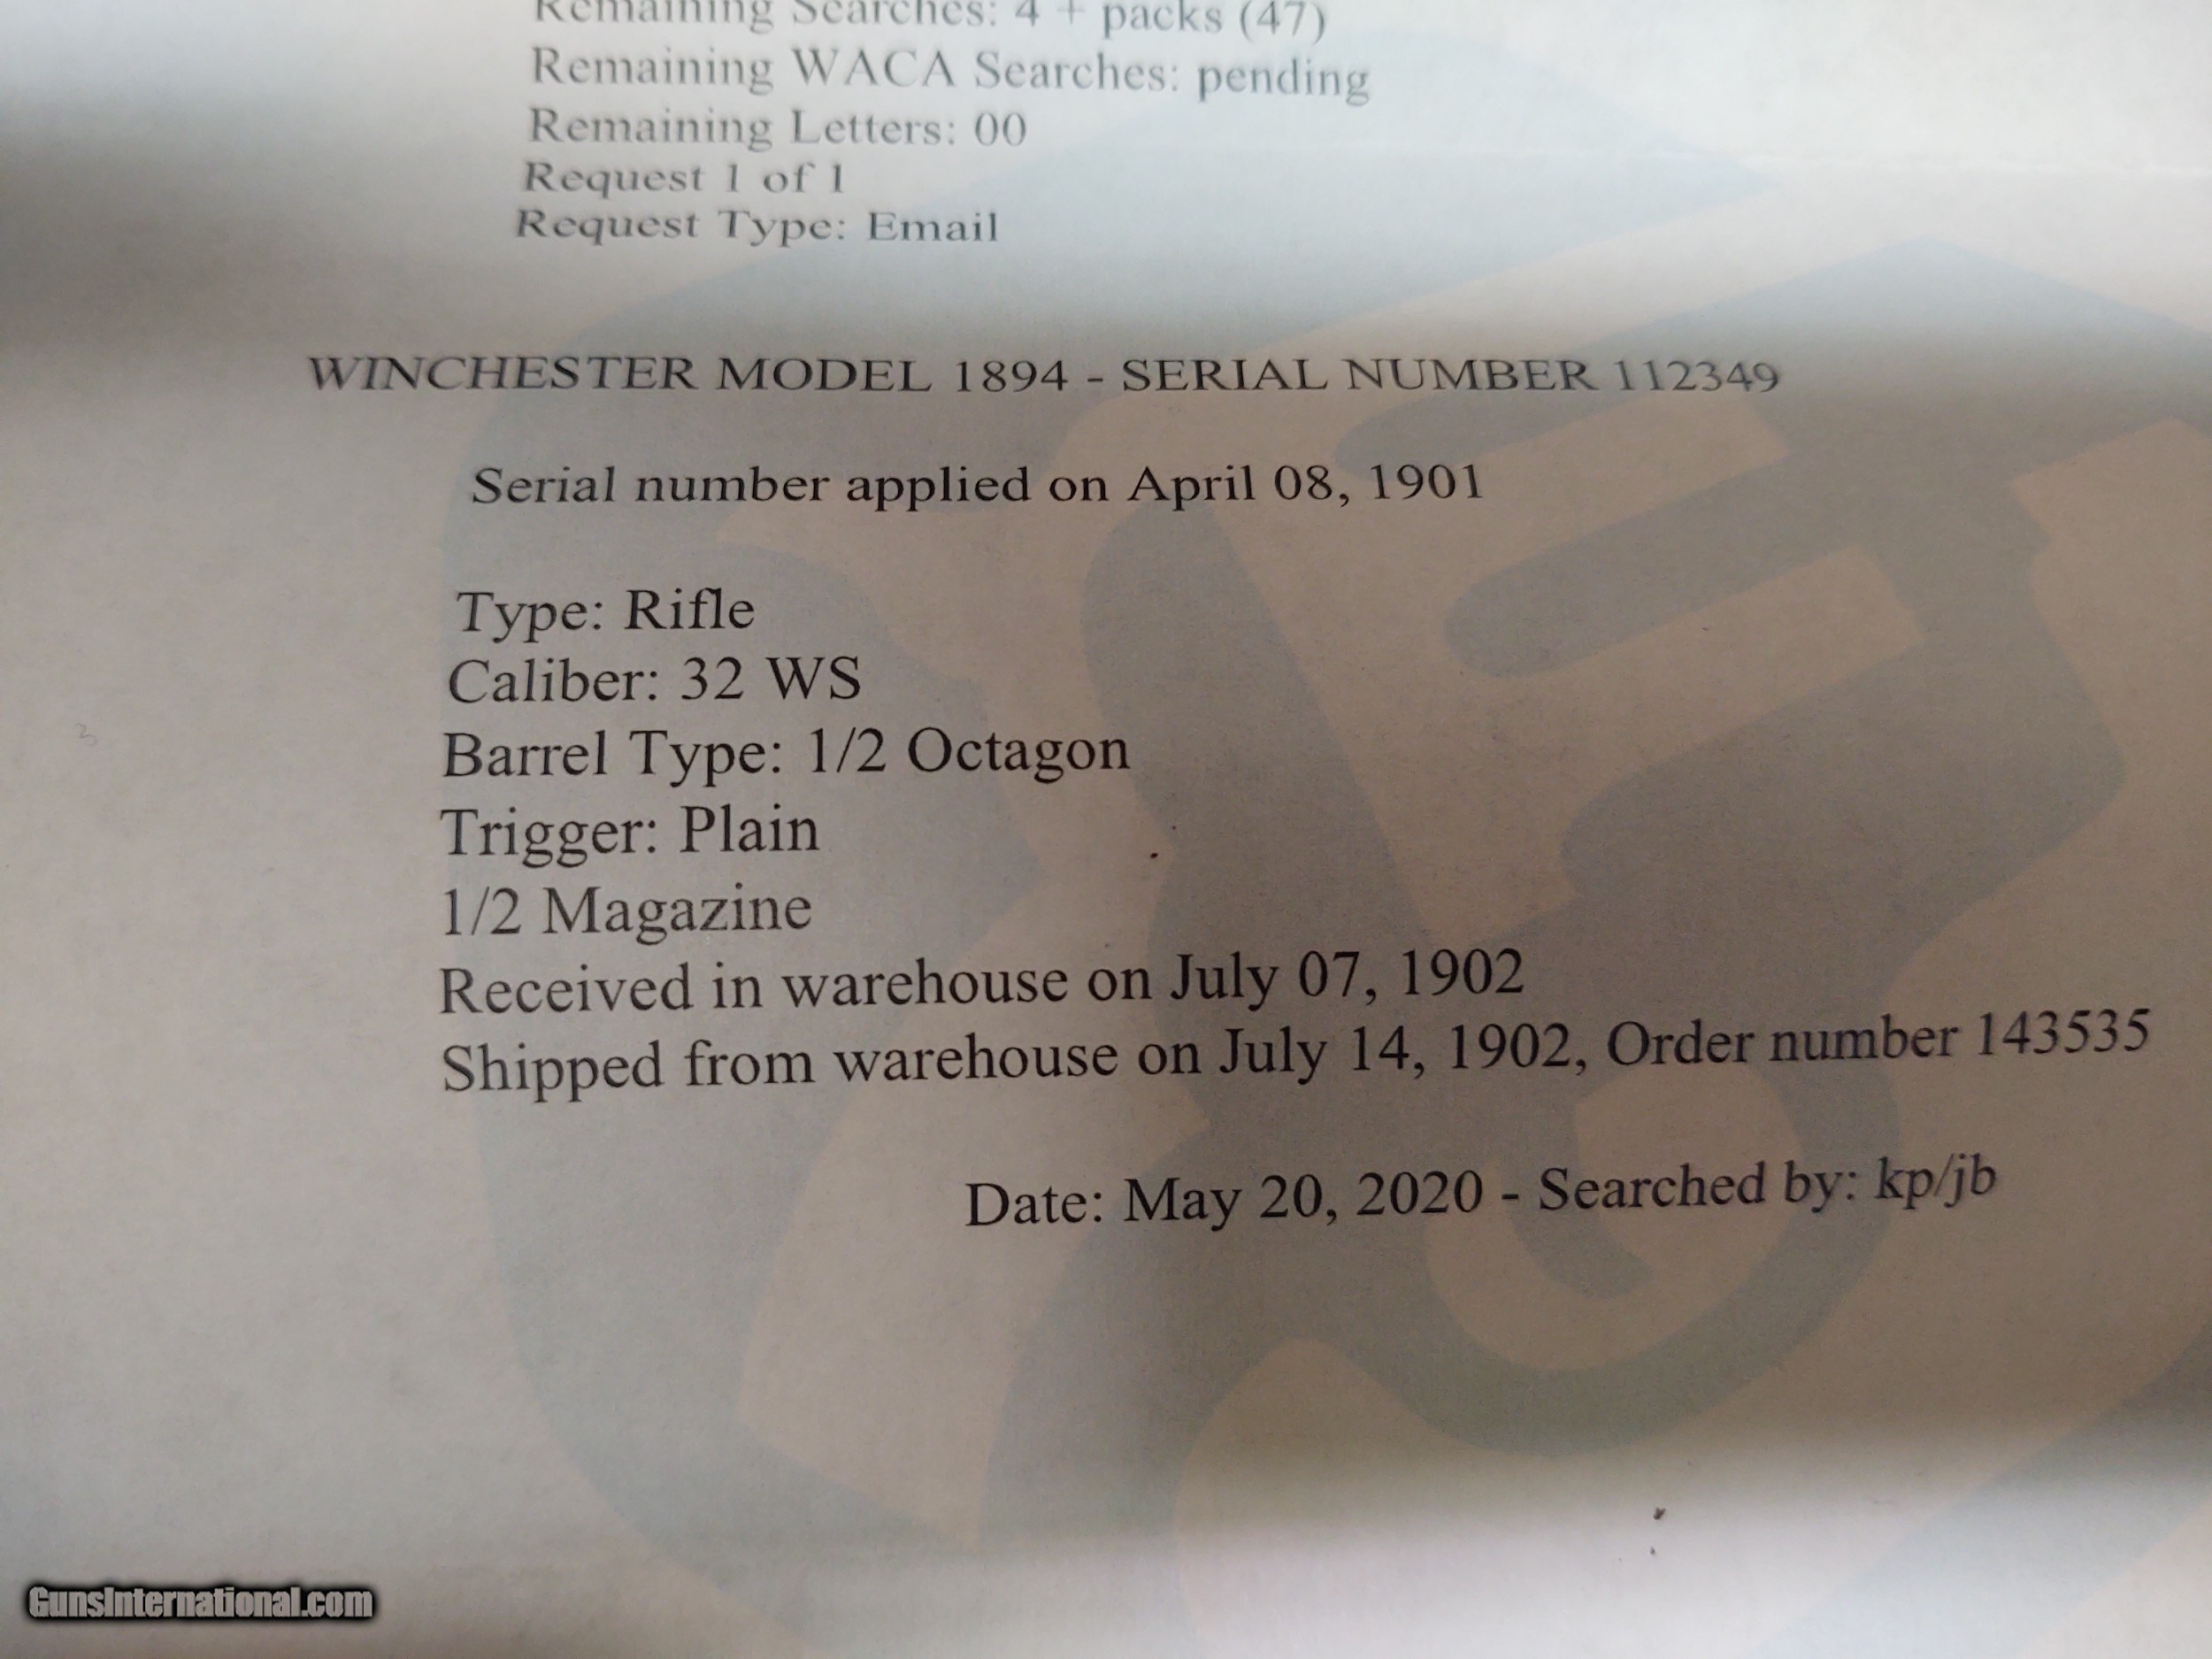 Remaining Searches: 4 + packs (47)
Remaining WACA Searches: pending
Remaining Letters: 00
Request 1 of 1
Request Type: Email
WINCHESTER MODEL 1894 - SERIAL NUMBER 112349
Serial number applied on April 08, 1901
Type: Rifle
Caliber: 32 WS
Barrel Type: 1/2 Octagon
Trigger: Plain
1/2 Magazine
Received in warehouse on July 07, 1902
Shipped from warehouse on July 14, 1902, Order number 143535
Date: May 20, 2020 - Searched by: kp/jb
GunsInternational.com